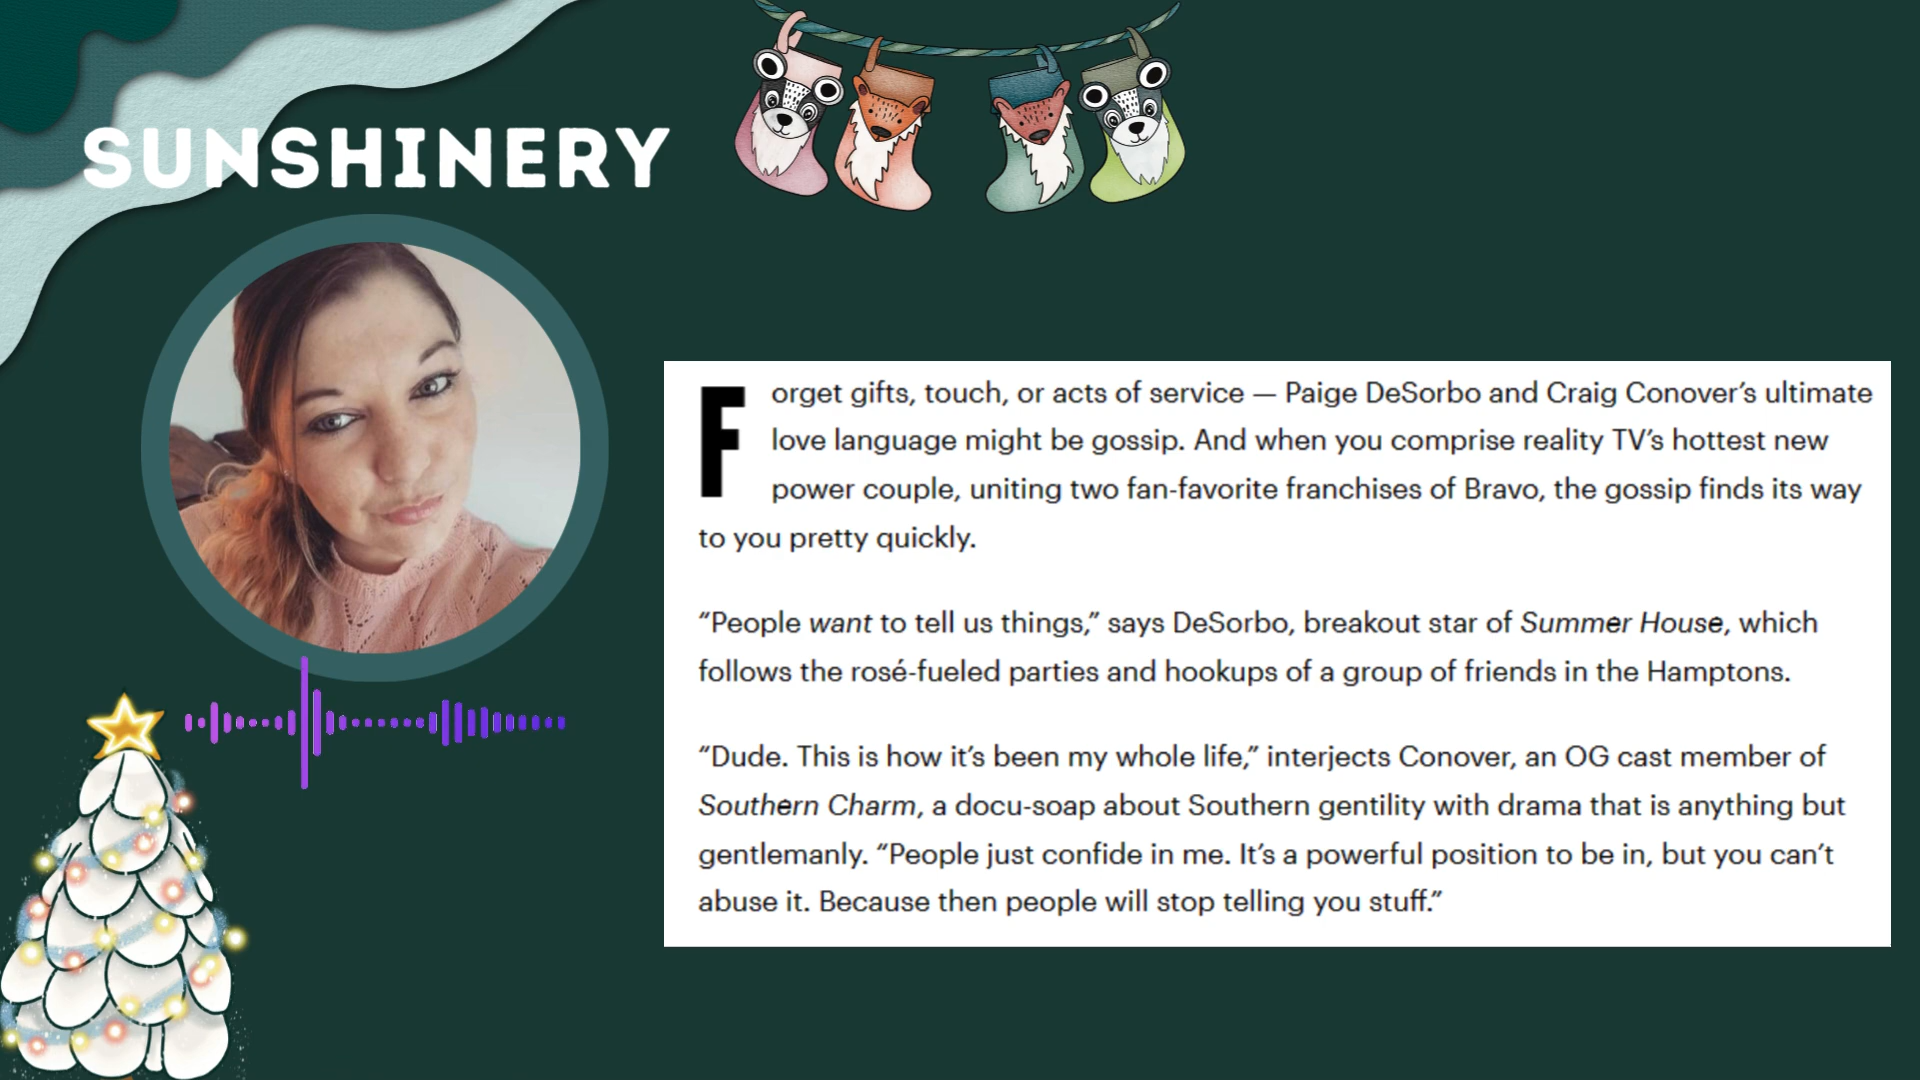 SUNSHINERY
Forget gifts, touch, or acts of service — Paige DeSorbo and Craig Conover’s ultimate
love language might be gossip. And when you comprise reality TV’s hottest new
power couple, uniting two fan-favorite franchises of Bravo, the gossip finds its way
to you pretty quickly.
“People want to tell us things,” says DeSorbo, breakout star of Summer House, which
follows the rosé-fueled parties and hookups of a group of friends in the Hamptons.
“Dude. This is how it’s been my whole life,” interjects Conover, an OG cast member of
Southern Charm, a docu-soap about Southern gentility with drama that is anything but
gentlemanly. “People just confide in me. It’s a powerful position to be in, but you can’t
abuse it. Because then people will stop telling you stuff.”